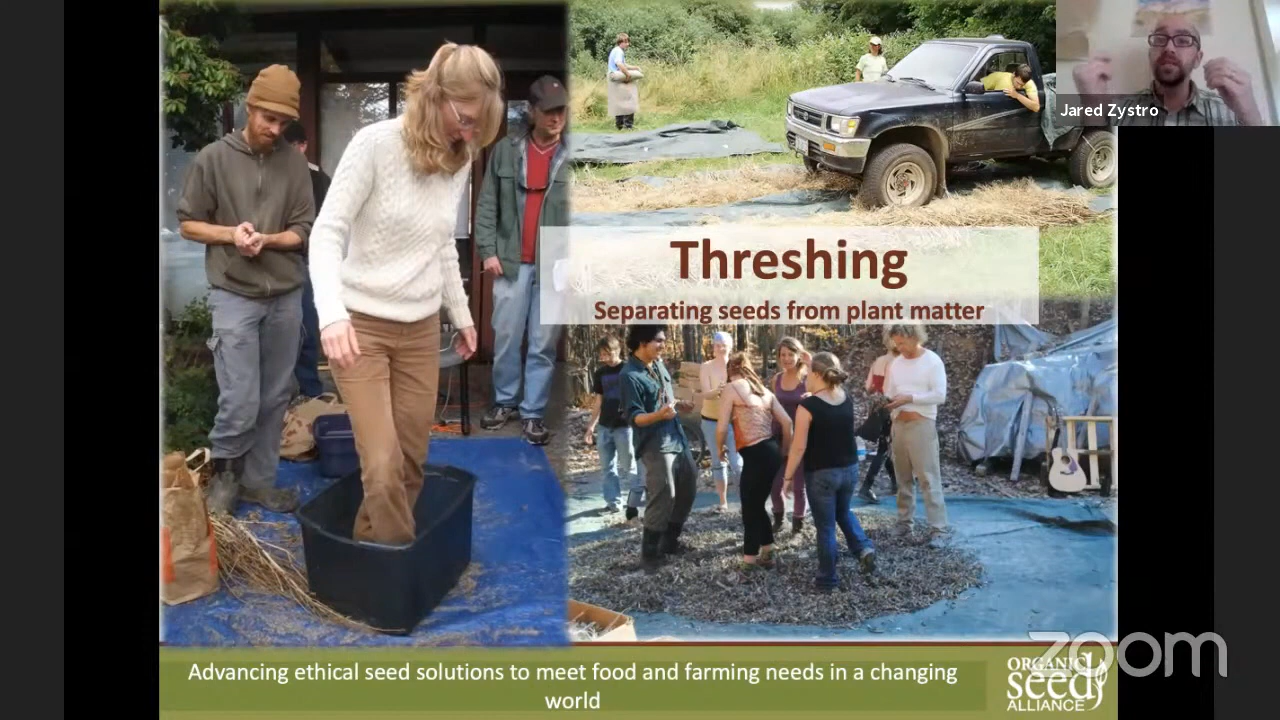 Jared Zystro
Threshing
Separating seeds from plant matter
Advancing ethical seed solutions to meet food and farming needs in a changing
world
ORGANIC
seed
ALLIANCE
zoom